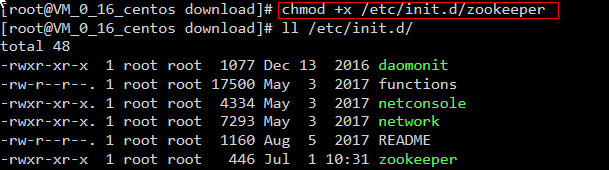 [root@VM_0_16_centos download]# chmod +x /etc/init.d/zookeeper
[root@VM_0_16_centos download]# ll /etc/init.d/
total 48
-rwxr-xr-x  1 root root  1077 Dec 13  2016 daomonit
-rw-r--r--. 1 root root 17500 May  3  2017 functions
-rwxr-xr-x. 1 root root  4334 May  3  2017 netconsole
-rwxr-xr-x. 1 root root  7293 May  3  2017 network
-rw-r--r--. 1 root root  1160 Aug  5  2017 README
-rwxr-xr-x  1 root root   446 Jul  1 10:31 zookeeper